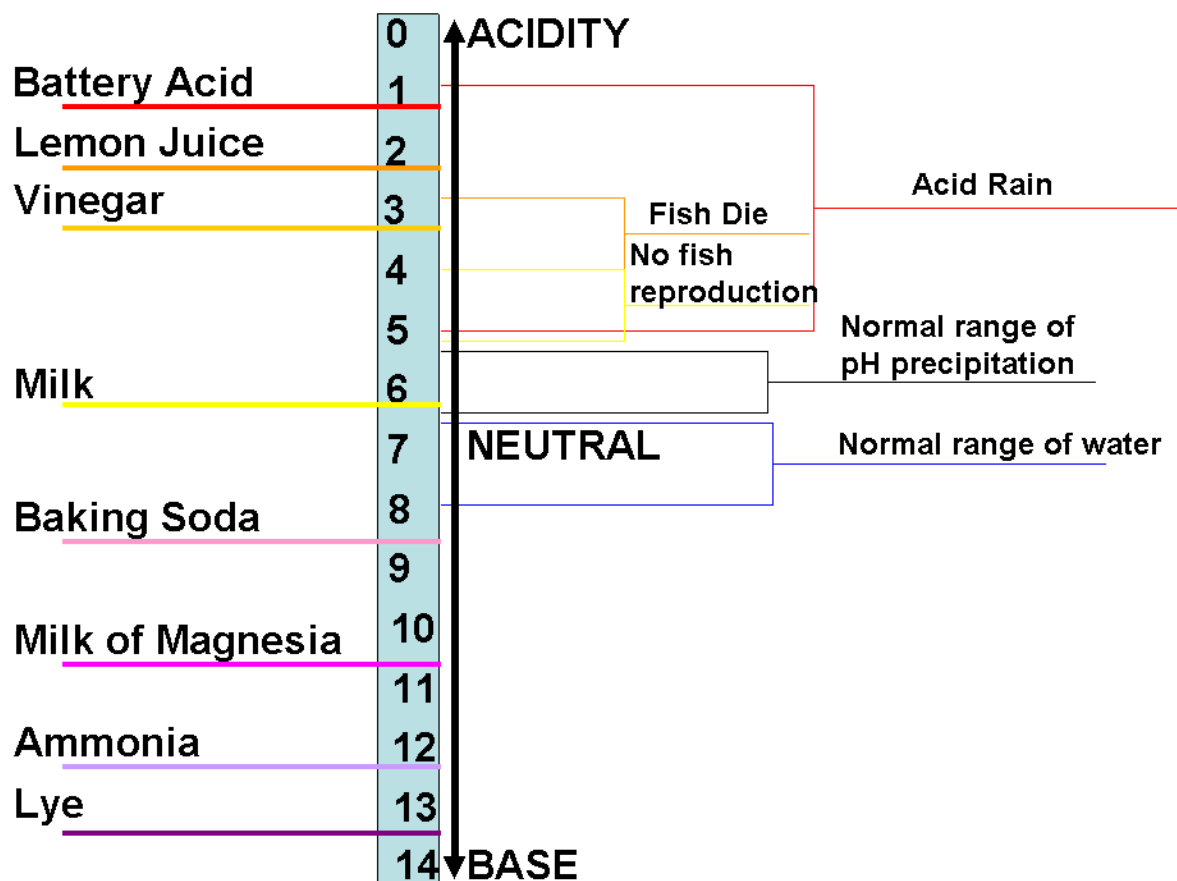 0
ACIDITY
Battery Acid
1
Lemon Juice
2
Vinegar
3
Acid Rain
Fish Die
No fish
reproduction
4
5
Normal range of
pH precipitation
Milk
6
7
NEUTRAL
Normal range of water
8
Baking Soda
9
Milk of Magnesia
10
11
Ammonia
12
Lye
13
14
BASE